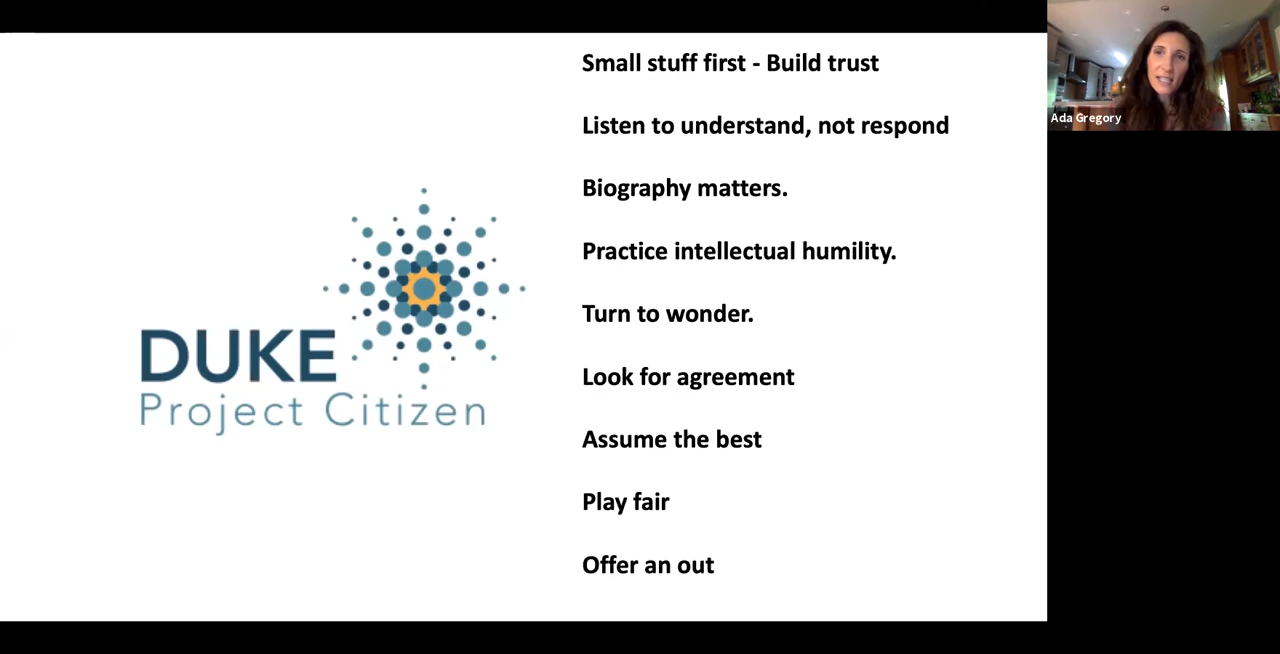 Small stuff first - Build trust
Listen to understand, not respond
Biography matters.
Practice intellectual humility.
Turn to wonder.
Look for agreement
Assume the best
Play fair
Offer an out
DUKE
Project Citizen
Ada Gregory